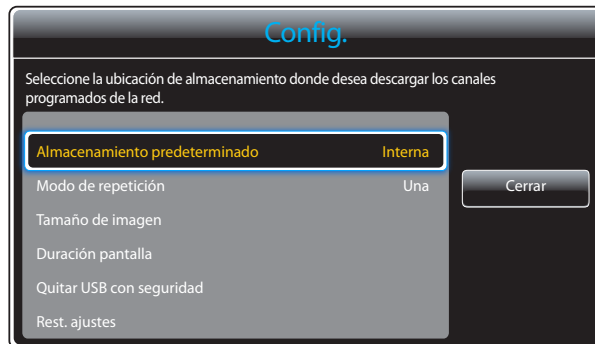 Config.
Seleccione la ubicación de almacenamiento donde desea descargar los canales
programados de la red.
Almacenamiento predeterminado Interna
Modo de repetición Una
Cerrar
Tamaño de imagen
Duración pantalla
Quitar USB con seguridad
Rest. ajustes